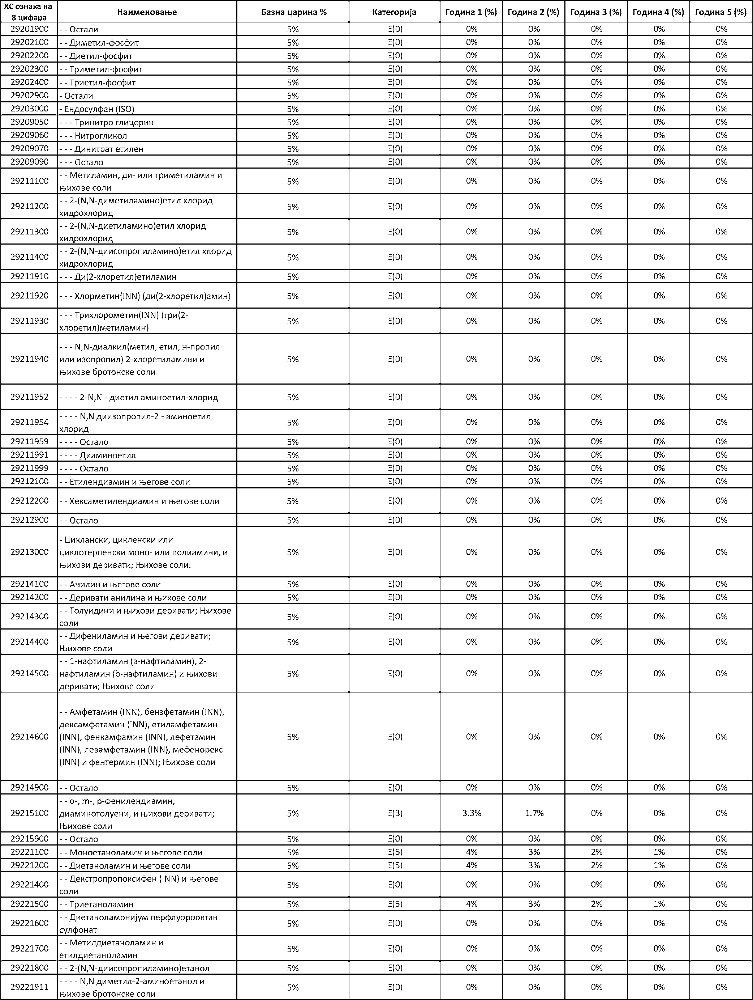 ХС ознака на 8 цифара Наименовање Базна царина % Категорија Година 1 (%) Година 2 (%) Година 3 (%) Година 4 (%) Година 5 (%)
29201900 - - Остали 5% E(0) 0% 0% 0% 0% 0%
29202100 - - Диметил-фосфит 5% E(0) 0% 0% 0% 0% 0%
29202200 - - Диетил-фосфит 5% E(0) 0% 0% 0% 0% 0%
29202300 - - Триметил-фосфит 5% E(0) 0% 0% 0% 0% 0%
29202400 - - Триетил-фосфит 5% E(0) 0% 0% 0% 0% 0%
29202900 - Остали 5% E(0) 0% 0% 0% 0% 0%
29203000 - Ендосулфан (ISO) 5% E(0) 0% 0% 0% 0% 0%
29209050 - - - Тринитро глицерин 5% E(0) 0% 0% 0% 0% 0%
29209060 - - - Нитрогликол 5% E(0) 0% 0% 0% 0% 0%
29209070 - - - Динитрат етилен 5% E(0) 0% 0% 0% 0% 0%
29209090 - - - Остало 5% E(0) 0% 0% 0% 0% 0%
29211100 - - Метиламин, ди- или триметиламин и
њихове соли 5% E(0) 0% 0% 0% 0% 0%
29211200 - - 2-(N,N-диметиламино)етил хлорид
хидрохлорид 5% E(0) 0% 0% 0% 0% 0%
29211300 - - 2-(N,N-диетиламино)етил хлорид
хидрохлорид 5% E(0) 0% 0% 0% 0% 0%
29211400 - - 2-(N,N-диисопропиламино)етил хлорид
хидрохлорид 5% E(0) 0% 0% 0% 0% 0%
29211910 - - - Ди(2-хлоретил)етиламин 5% E(0) 0% 0% 0% 0% 0%
29211920 - - - Хлорметин(INN) (ди(2-хлоретил)амин) 5% E(0) 0% 0% 0% 0% 0%
29211930 - - - Трихлорометин(INN) (три(2-
хлоретил)метиламин) 5% E(0) 0% 0% 0% 0% 0%
29211940 - - - N,N-диалкил(метил, етил, н-пропил
или изопропил) 2-хлоретиламини и
њихове бротонске соли 5% E(0) 0% 0% 0% 0% 0%
29211952 - - - - 2-N,N - диетил аминоетил-хлорид 5% E(0) 0% 0% 0% 0% 0%
29211954 - - - - N,N диизопропил-2 - аминоетил
хлорид 5% E(0) 0% 0% 0% 0% 0%
29211959 - - - - Остало 5% E(0) 0% 0% 0% 0% 0%
29211991 - - - - Диаминоетил 5% E(0) 0% 0% 0% 0% 0%
29211999 - - - - Остало 5% E(0) 0% 0% 0% 0% 0%
29212100 - - Етилендиамин и његове соли 5% E(0) 0% 0% 0% 0% 0%
29212200 - - Хексаметилендиамин и његове соли 5% E(0) 0% 0% 0% 0% 0%
29212900 - - Остало 5% E(0) 0% 0% 0% 0% 0%
29213000 - Циклански, цикленски или
циклотерпенски моно- или полиамини, и
њихови деривати; Њихове соли: 5% E(0) 0% 0% 0% 0% 0%
29214100 - - Анилин и његове соли 5% E(0) 0% 0% 0% 0% 0%
29214200 - - Деривати анилина и њихове соли 5% E(0) 0% 0% 0% 0% 0%
29214300 - - Толуидини и њихови деривати; Њихове
соли 5% E(0) 0% 0% 0% 0% 0%
29214400 - - Дифениламин и његови деривати;
Њихове соли 5% E(0) 0% 0% 0% 0% 0%
29214500 - - 1-нафтиламин (a-нафтиламин), 2-
нафтиламин (b-нафтиламин) и њихови
деривати; Њихове соли 5% E(0) 0% 0% 0% 0% 0%
29214600 - - Амфетамин (INN), бензфетамин (INN),
дексамфетамин (INN), етиламфетамин
(INN), фенкамфамин (INN), лефетамин
(INN), левамфетамин (INN), мефенорекс
(INN) и фентермин (INN); Њихове соли 5% E(0) 0% 0% 0% 0% 0%
29214900 - - Остало 5% E(0) 0% 0% 0% 0% 0%
29215100 - - o-, m-, p-фенилендиамин,
диаминотолуени, и њихови деривати;
Њихове соли 5% E(3) 3.3% 1.7% 0% 0% 0%
29215900 - - Остало 5% E(0) 0% 0% 0% 0% 0%
29221100 - - Моноетаноламин и његове соли 5% E(5) 4% 3% 2% 1% 0%
29221200 - - Диетаноламин и његове соли 5% E(5) 4% 3% 2% 1% 0%
29221400 - - Декстропропоксифен (INN) и његове
соли 5% E(0) 0% 0% 0% 0% 0%
29221500 - - Триетаноламин 5% E(5) 4% 3% 2% 1% 0%
29221600 - - Диетаноламонијум перфлуорооктан
сулфонат 5% E(0) 0% 0% 0% 0% 0%
29221700 - - Метилдиетаноламин и
етилдиетаноламин 5% E(0) 0% 0% 0% 0% 0%
29221800 - - 2-(N,N-диисопропиламино)етанол 5% E(0) 0% 0% 0% 0% 0%
29221911 - - - - N,N диметил-2-аминоетанол и
њихове бротонске соли 5% E(0) 0% 0% 0% 0% 0%